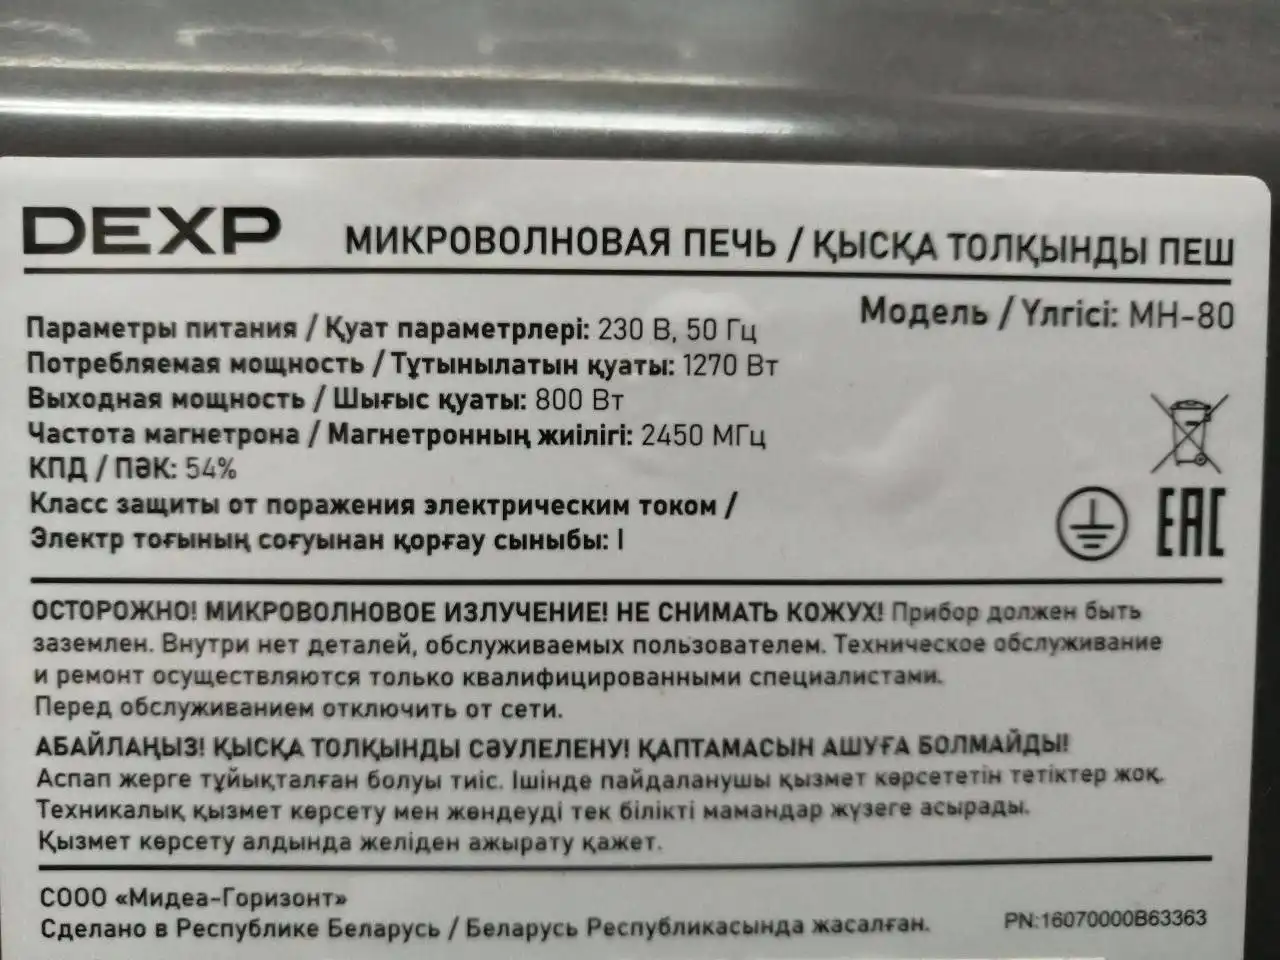 DEXP
МИКРОВОЛНОВАЯ ПЕЧЬ / ҚЫСҚА ТОЛҚЫНДЫ ПЕШ
Модель / Үлгісі: MH-80
Параметры питания / Қуат параметрлері: 230 В, 50 Гц
Потребляемая мощность / Тұтынылатын қуаты: 1270 Вт
Выходная мощность / Шығыс қуаты: 800 Вт
Частота магнетрона / Магнетронның жиілігі: 2450 МГц
КПД / ПӘК: 54%
Класс защиты от поражения электрическим током /
Электр тоғының соғуынан қорғау сыныбы: I
EAC
ОСТОРОЖНО! МИКРОВОЛНОВОЕ ИЗЛУЧЕНИЕ! НЕ СНИМАТЬ КОЖУХ! Прибор должен быть
заземлен. Внутри нет деталей, обслуживаемых пользователем. Техническое обслуживание
и ремонт осуществляются только квалифицированными специалистами.
Перед обслуживанием отключить от сети.
АБАЙЛАҢЫЗ! ҚЫСҚА ТОЛҚЫНДЫ СӘУЛЕЛЕНУ! ҚАПТАМАСЫН АШУҒА БОЛМАЙДЫ!
Аспап жерге тұйықталған болуы тиіс. Ішінде пайдаланушы қызмет көрсететін тетіктер жоқ.
Техникалық қызмет көрсету мен жөндеуді тек білікті мамандар жүзеге асырады.
Қызмет көрсету алдында желіден ажырату қажет.
СООО «Мидеа-Горизонт»
Сделано в Республике Беларусь / Беларусь Республикасында жасалған.
PN:16070000B63363